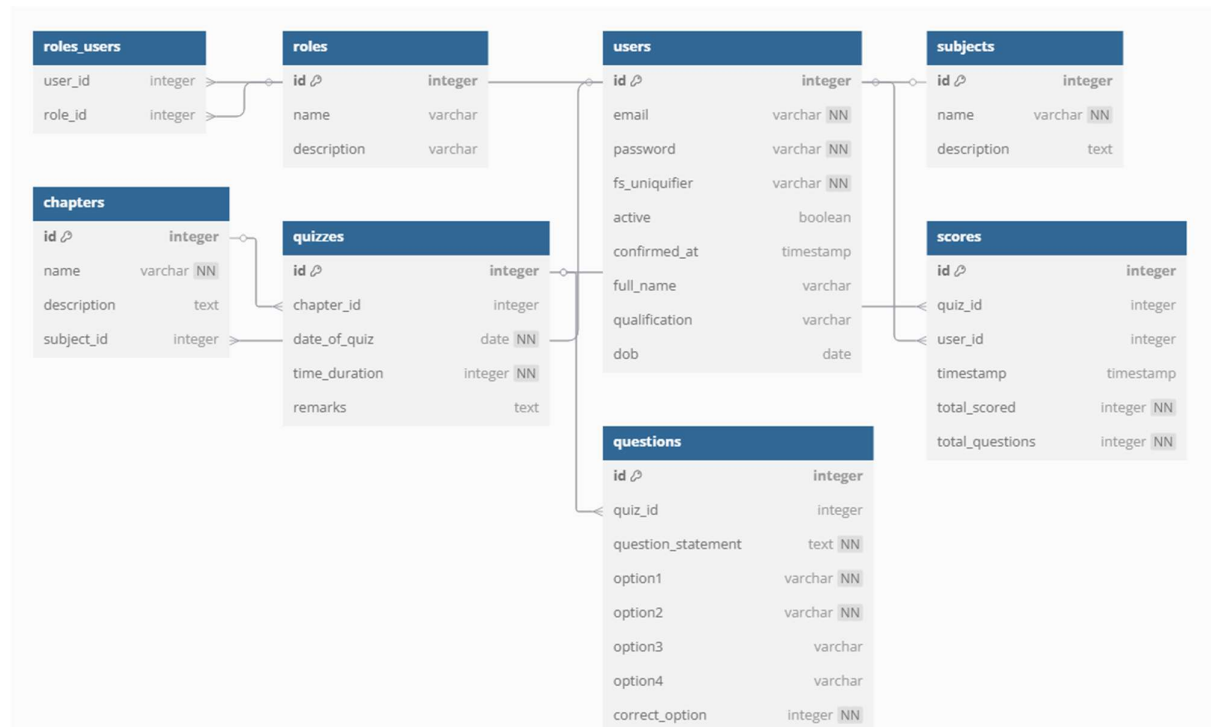 roles_users
user_id integer
role_id integer
roles
id integer
name varchar
description varchar
users
id integer
email varchar NN
password varchar NN
fs_uniquifier varchar NN
active boolean
confirmed_at timestamp
full_name varchar
qualification varchar
dob date
subjects
id integer
name varchar NN
description text
chapters
id integer
name varchar NN
description text
subject_id integer
quizzes
id integer
chapter_id integer
date_of_quiz date NN
time_duration integer NN
remarks text
scores
id integer
quiz_id integer
user_id integer
timestamp timestamp
total_scored integer NN
total_questions integer NN
questions
id integer
quiz_id integer
question_statement text NN
option1 varchar NN
option2 varchar NN
option3 varchar
option4 varchar
correct_option integer NN